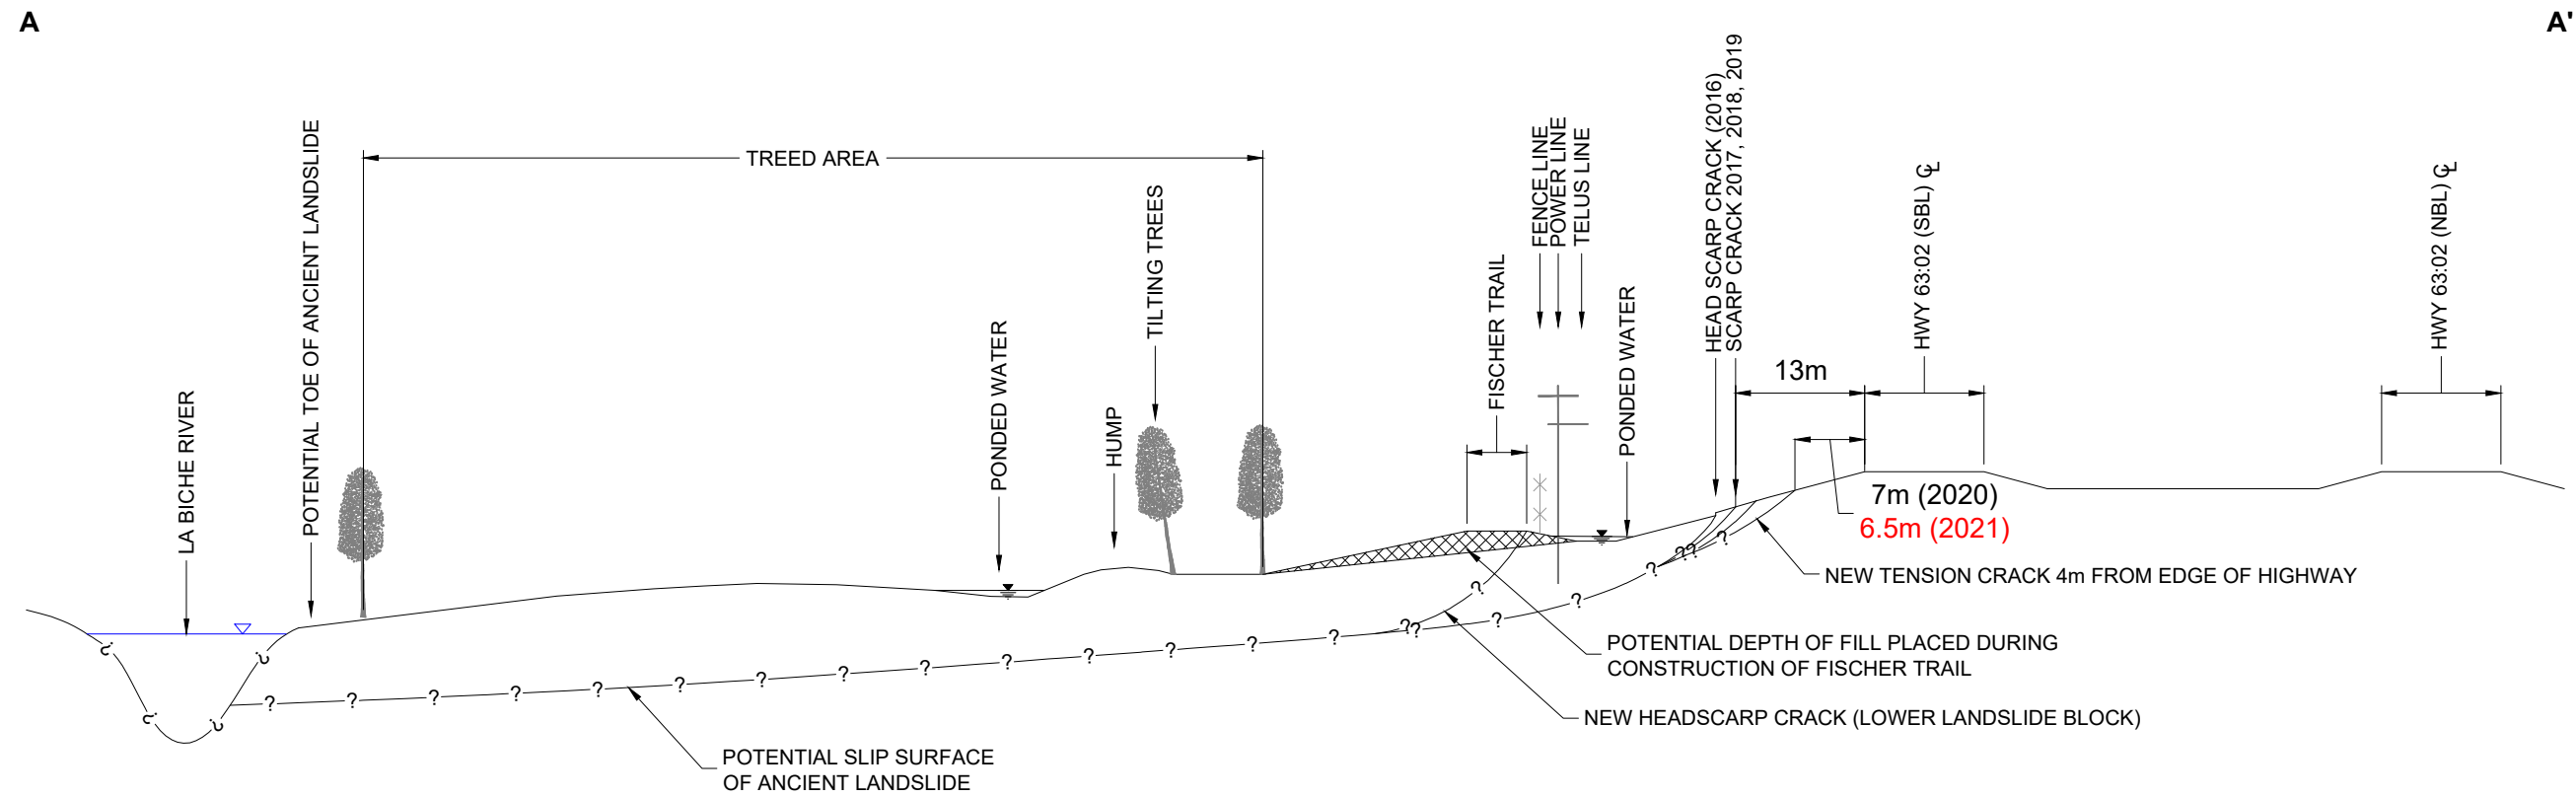 A
A'
TREED AREA
LA BICHE RIVER
POTENTIAL TOE OF ANCIENT LANDSLIDE
PONDED WATER
HUMP
TILTING TREES
FISCHER TRAIL
FENCE LINE
POWER LINE
TELUS LINE
PONDED WATER
HEAD SCARP CRACK (2016)
SCARP CRACK 2017, 2018, 2019
13m
HWY 63:02 (SBL) ℄
HWY 63:02 (NBL) ℄
7m (2020)
6.5m (2021)
NEW TENSION CRACK 4m FROM EDGE OF HIGHWAY
POTENTIAL DEPTH OF FILL PLACED DURING
CONSTRUCTION OF FISCHER TRAIL
NEW HEADSCARP CRACK (LOWER LANDSLIDE BLOCK)
POTENTIAL SLIP SURFACE
OF ANCIENT LANDSLIDE
? ? ? ?
? ? ? ? ? ? ? ? ? ? ? ? ? ? ? ? ? ? ? ? ? ? ?